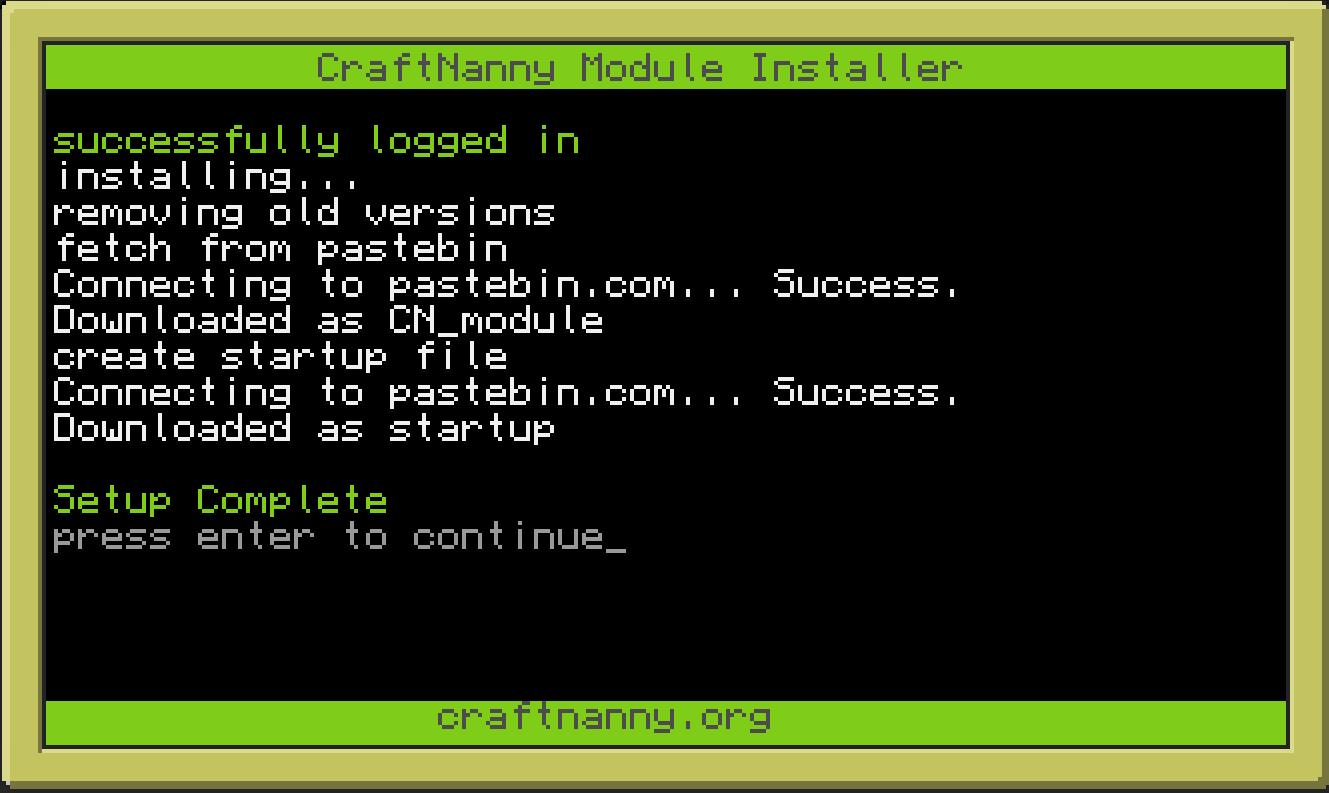 CraftNanny Module Installer
successfully logged in
installing...
removing old versions
fetch from pastebin
Connecting to pastebin.com... Success.
Downloaded as CN_module
create startup file
Connecting to pastebin.com... Success.
Downloaded as startup
Setup Complete
press enter to continue_
craftnanny.org